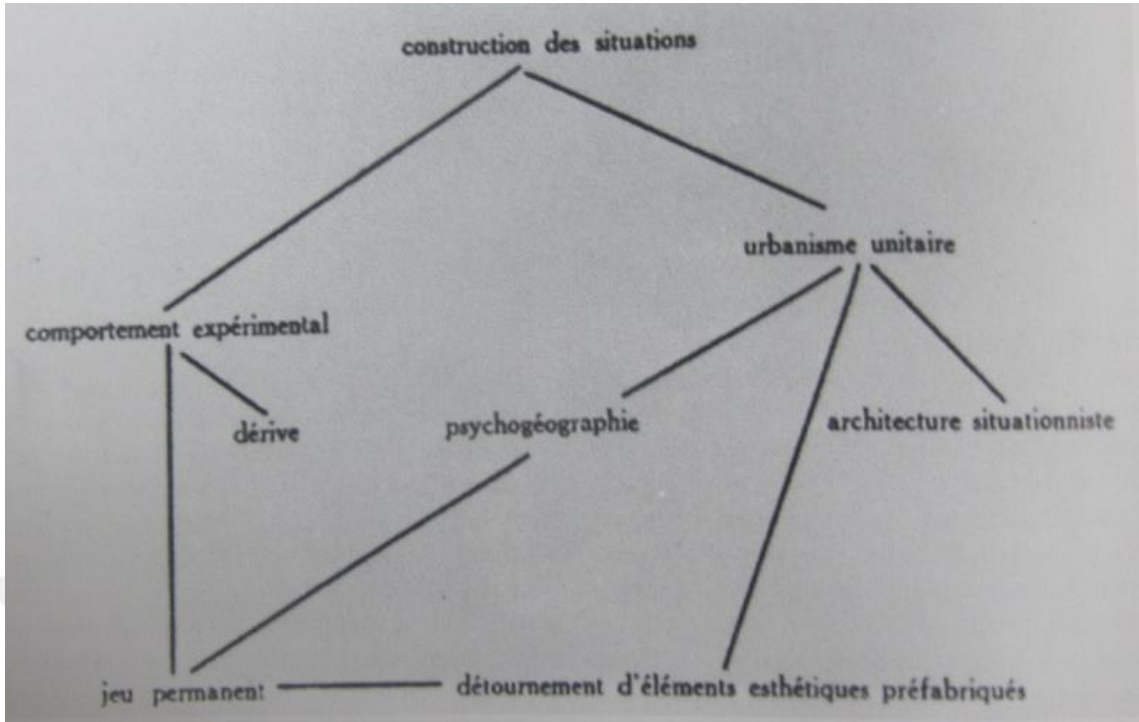 construction des situations
urbanisme unitaire
comportement expérimental
dérive
psychogéographie
architecture situationniste
jeu permanent
détournement d'éléments esthétiques préfabriqués